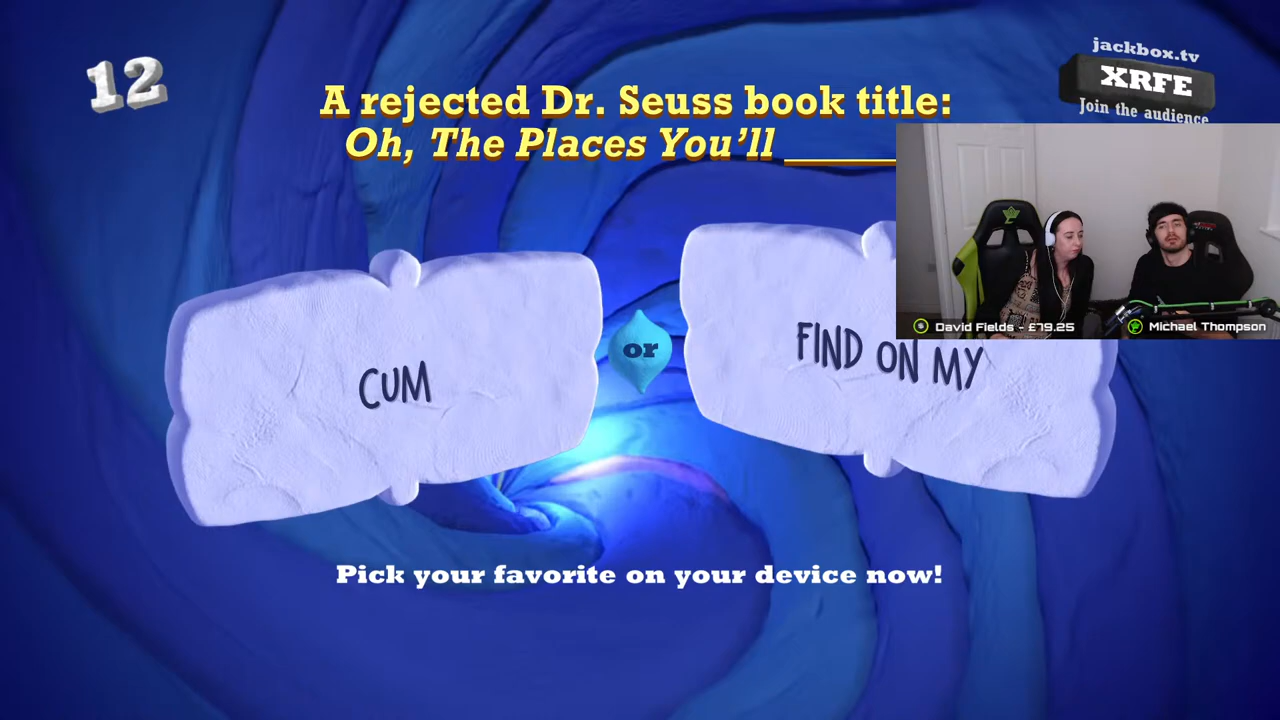 12
jackbox.tv
XRFE
Join the audience
A rejected Dr. Seuss book title:
Oh, The Places You'll ______
CUM
or
FIND ON MY
David Fields - £79.25
Michael Thompson
Pick your favorite on your device now!